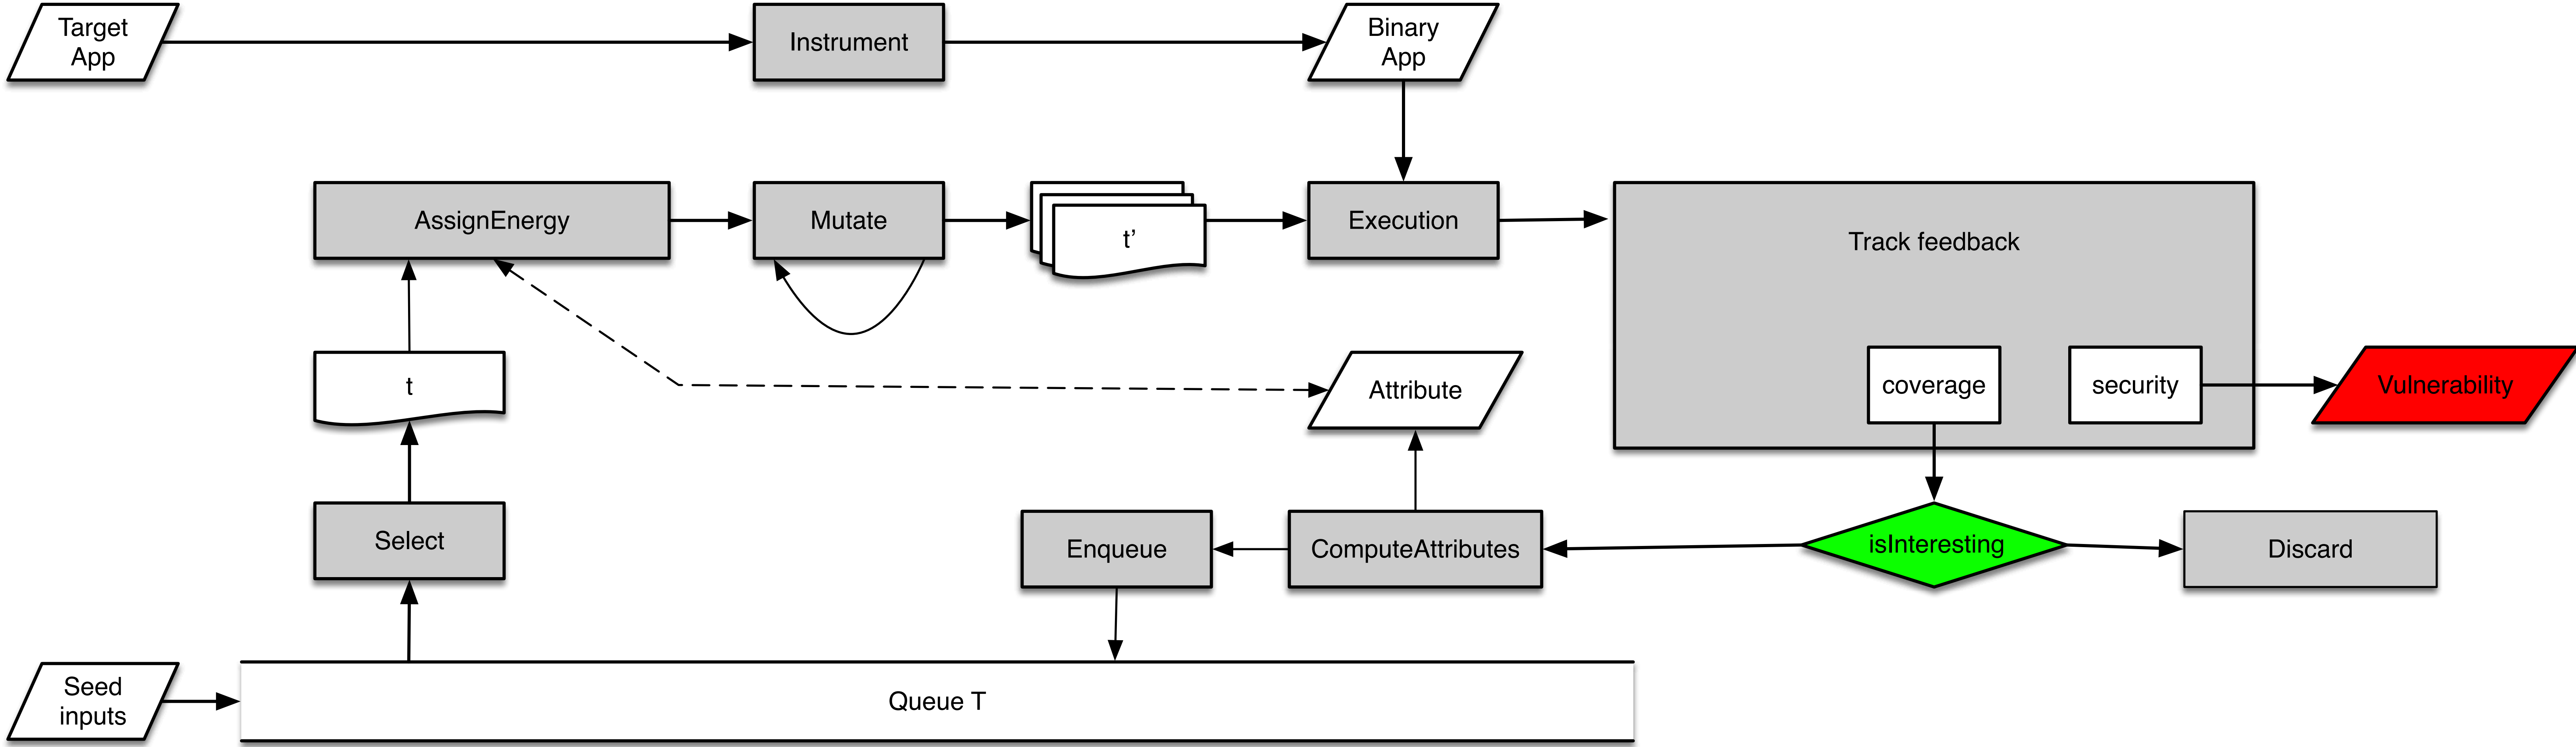 Target
App
Instrument
Binary
App
AssignEnergy
Mutate
t’
Execution
Track feedback
t
Attribute
coverage
security
Vulnerability
Select
Enqueue
ComputeAttributes
isInteresting
Discard
Seed
inputs
Queue T